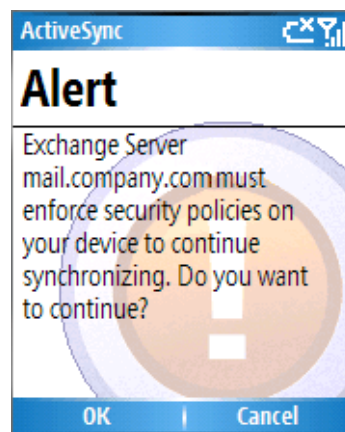 ActiveSync
Alert
Exchange Server
mail.company.com must
enforce security policies on
your device to continue
synchronizing. Do you want
to continue?
OK Cancel